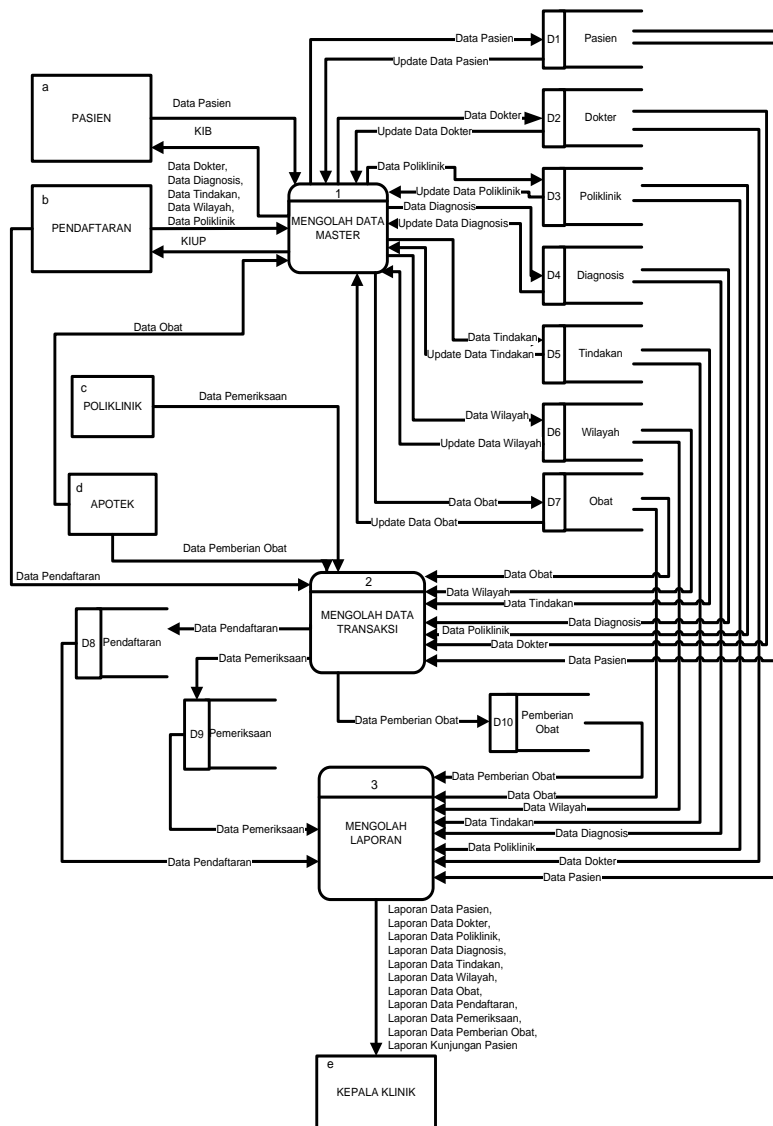 Data Pasien
D1
Pasien
Update Data Pasien
a
PASIEN
Data Pasien
KIB
Data Dokter
D2
Dokter
Update Data Dokter
Data Dokter,
Data Diagnosis,
Data Tindakan,
Data Wilayah,
Data Poliklinik
Data Poliklinik
D3
Poliklinik
Update Data Poliklinik
b
PENDAFTARAN
KIUP
1
MENGOLAH DATA
MASTER
Data Diagnosis
Update Data Diagnosis
D4
Diagnosis
Data Obat
Data Tindakan
Update Data Tindakan
D5
Tindakan
c
POLIKLINIK
Data Pemeriksaan
Data Wilayah
Update Data Wilayah
D6
Wilayah
d
APOTEK
Data Obat
Update Data Obat
D7
Obat
Data Pemberian Obat
Data Pendaftaran
2
MENGOLAH DATA
TRANSAKSI
Data Obat
Data Wilayah
Data Tindakan
Data Diagnosis
Data Poliklinik
Data Dokter
Data Pasien
D8
Pendaftaran
Data Pendaftaran
Data Pemeriksaan
D9
Pemeriksaan
Data Pemberian Obat
D10
Pemberian
Obat
3
MENGOLAH
LAPORAN
Data Pemberian Obat
Data Obat
Data Wilayah
Data Tindakan
Data Diagnosis
Data Poliklinik
Data Dokter
Data Pasien
Data Pemeriksaan
Data Pendaftaran
Laporan Data Pasien,
Laporan Data Dokter,
Laporan Data Poliklinik,
Laporan Data Diagnosis,
Laporan Data Tindakan,
Laporan Data Wilayah,
Laporan Data Obat,
Laporan Data Pendaftaran,
Laporan Data Pemeriksaan,
Laporan Data Pemberian Obat,
Laporan Kunjungan Pasien
e
KEPALA KLINIK